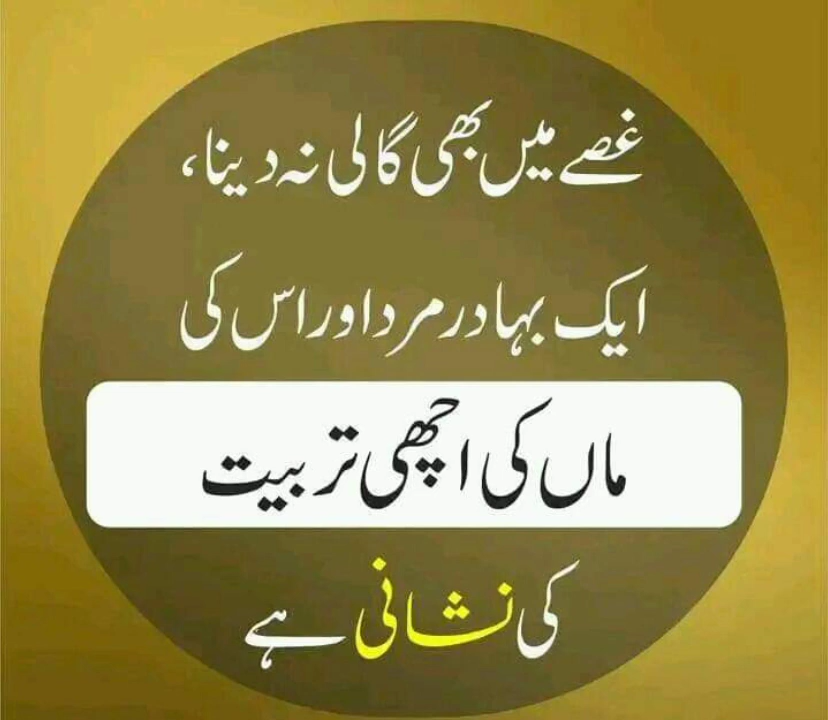 غصے میں بھی گالی نہ دینا،
ایک بہادر مرد اور اس کی
ماں کی اچھی تربیت
کی نشانی ہے